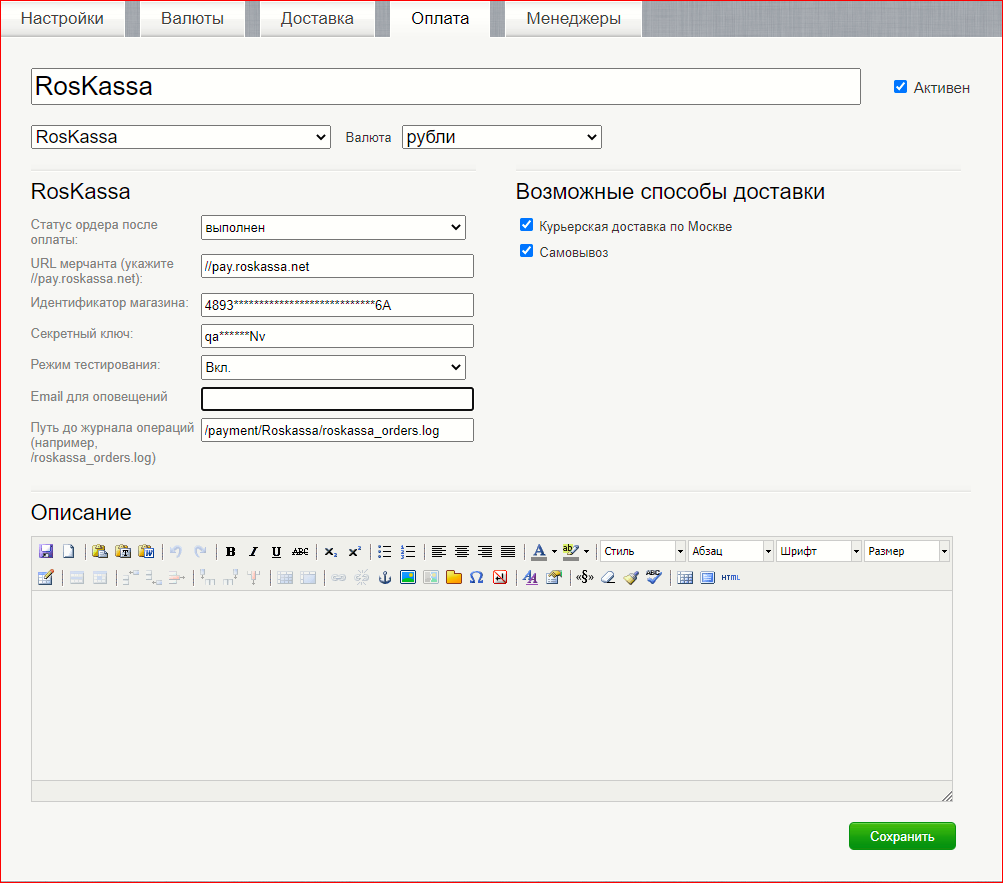 Настройки Валюты Доставка Оплата Менеджеры
RosKassa
Активен
RosKassa Валюта рубли
RosKassa
Статус ордера после
оплаты:
выполнен
URL мерчанта (укажите
//pay.roskassa.net):
//pay.roskassa.net
Идентификатор магазина:
4893****************************6A
Секретный ключ:
qa******Nv
Режим тестирования:
Вкл.
Email для оповещений
Путь до журнала операций
(например,
/roskassa_orders.log)
/payment/Roskassa/roskassa_orders.log
Возможные способы доставки
Курьерская доставка по Москве
Самовывоз
Описание
Стиль Абзац Шрифт Размер
HTML
Сохранить